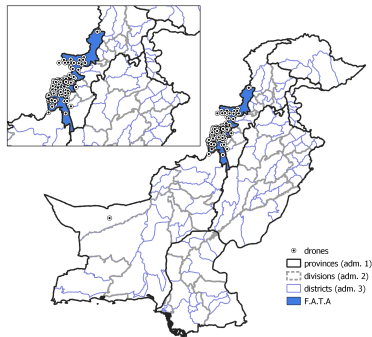 drones
provinces (adm. 1)
divisions (adm. 2)
districts (adm. 3)
F.A.T.A